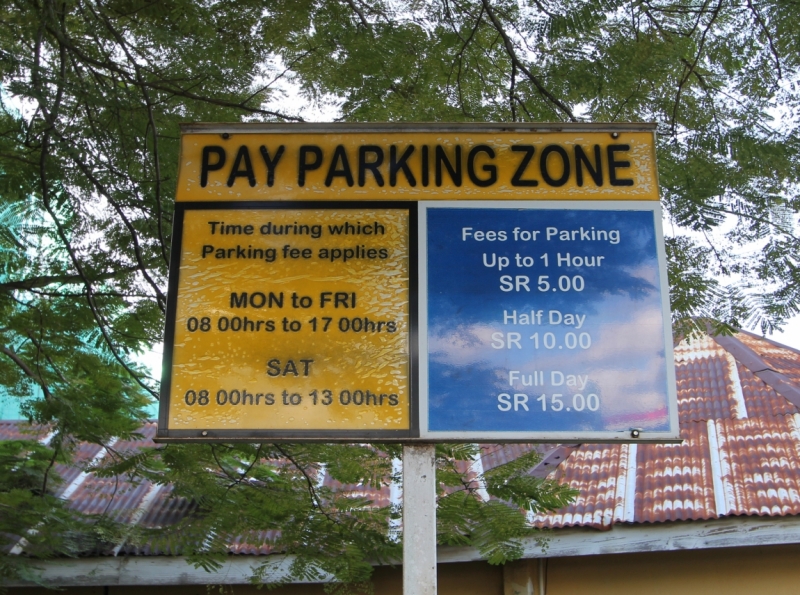 PAY PARKING ZONE
Time during which
Parking fee applies
MON to FRI
08 00hrs to 17 00hrs
SAT
08 00hrs to 13 00hrs
Fees for Parking
Up to 1 Hour
SR 5.00
Half Day
SR 10.00
Full Day
SR 15.00